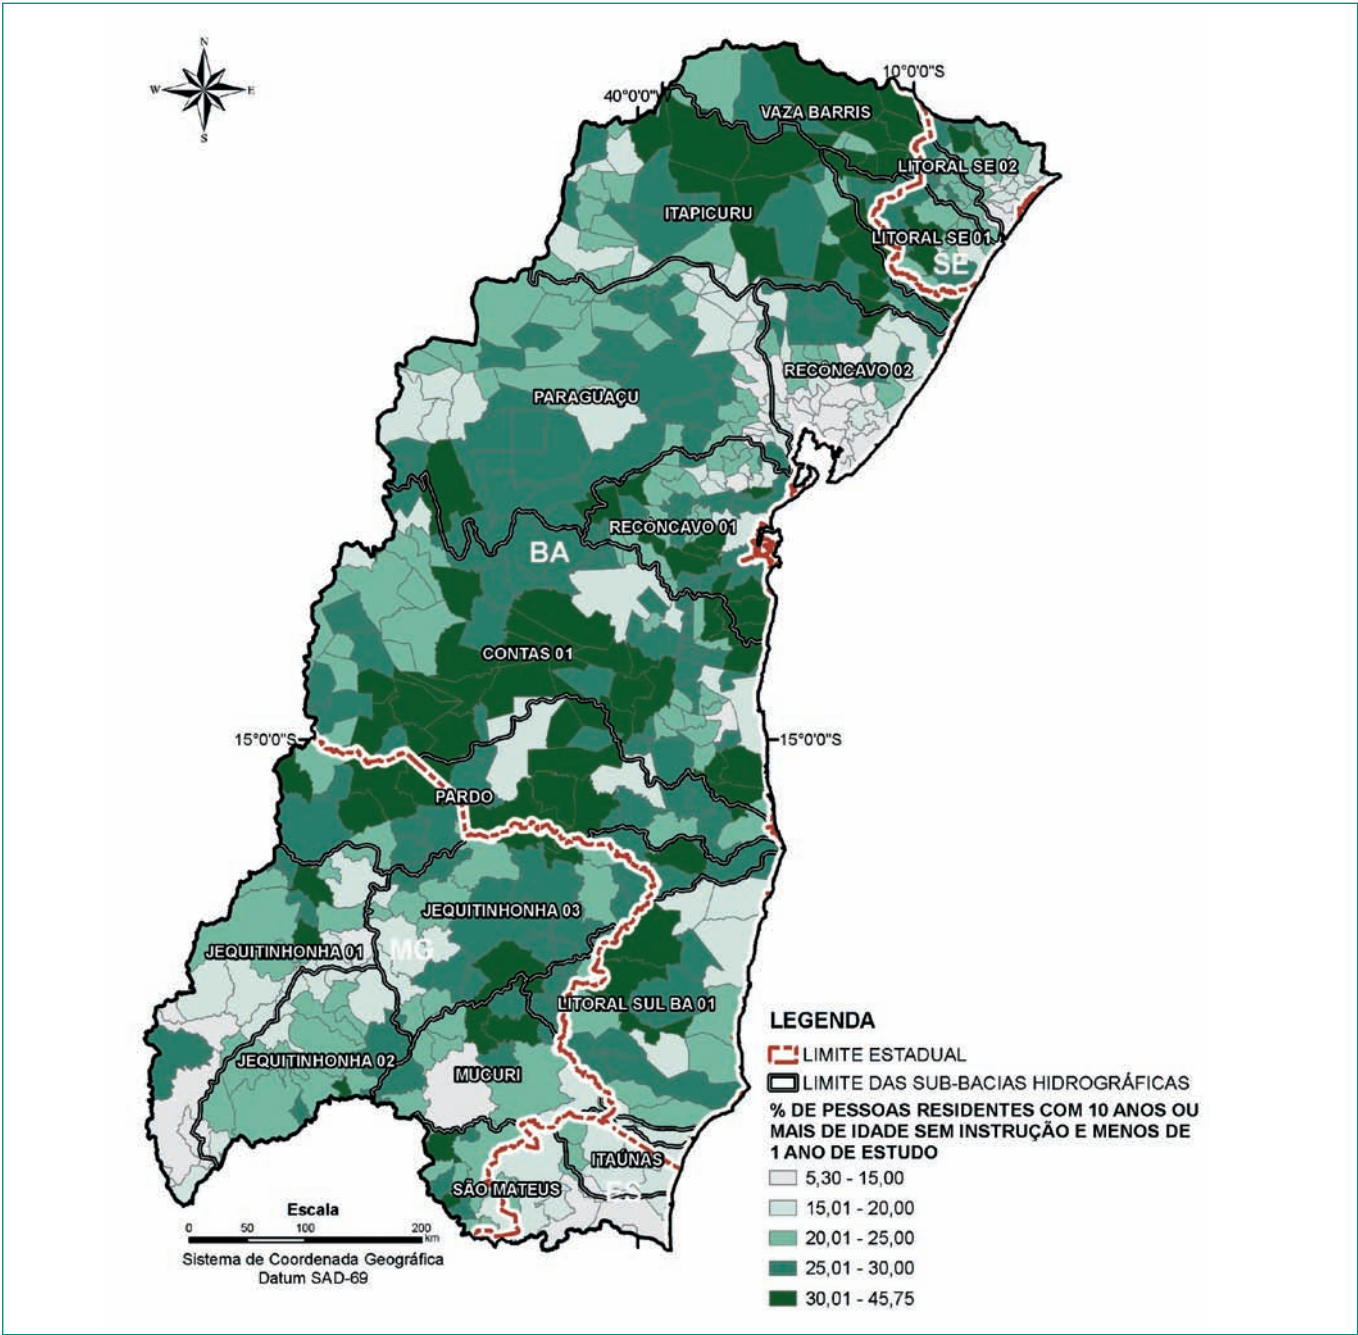 N
W E
S
40°0'0"W
10°0'0"S
VAZA BARRIS
LITORAL SE 02
ITAPICURU
LITORAL SE 01
SE
RECÔNCAVO 02
PARAGUAÇU
RECÔNCAVO 01
BA
CONTAS 01
15°0'0"S
15°0'0"S
PARDO
JEQUITINHONHA 03
MG
JEQUITINHONHA 01
LITORAL SUL BA 01
JEQUITINHONHA 02
MUCURI
ITAÚNAS
SÃO MATEUS
ES
LEGENDA
LIMITE ESTADUAL
LIMITE DAS SUB-BACIAS HIDROGRÁFICAS
% DE PESSOAS RESIDENTES COM 10 ANOS OU
MAIS DE IDADE SEM INSTRUÇÃO E MENOS DE
1 ANO DE ESTUDO
5,30 - 15,00
15,01 - 20,00
20,01 - 25,00
25,01 - 30,00
30,01 - 45,75
Escala
0 50 100 200
km
Sistema de Coordenada Geográfica
Datum SAD-69